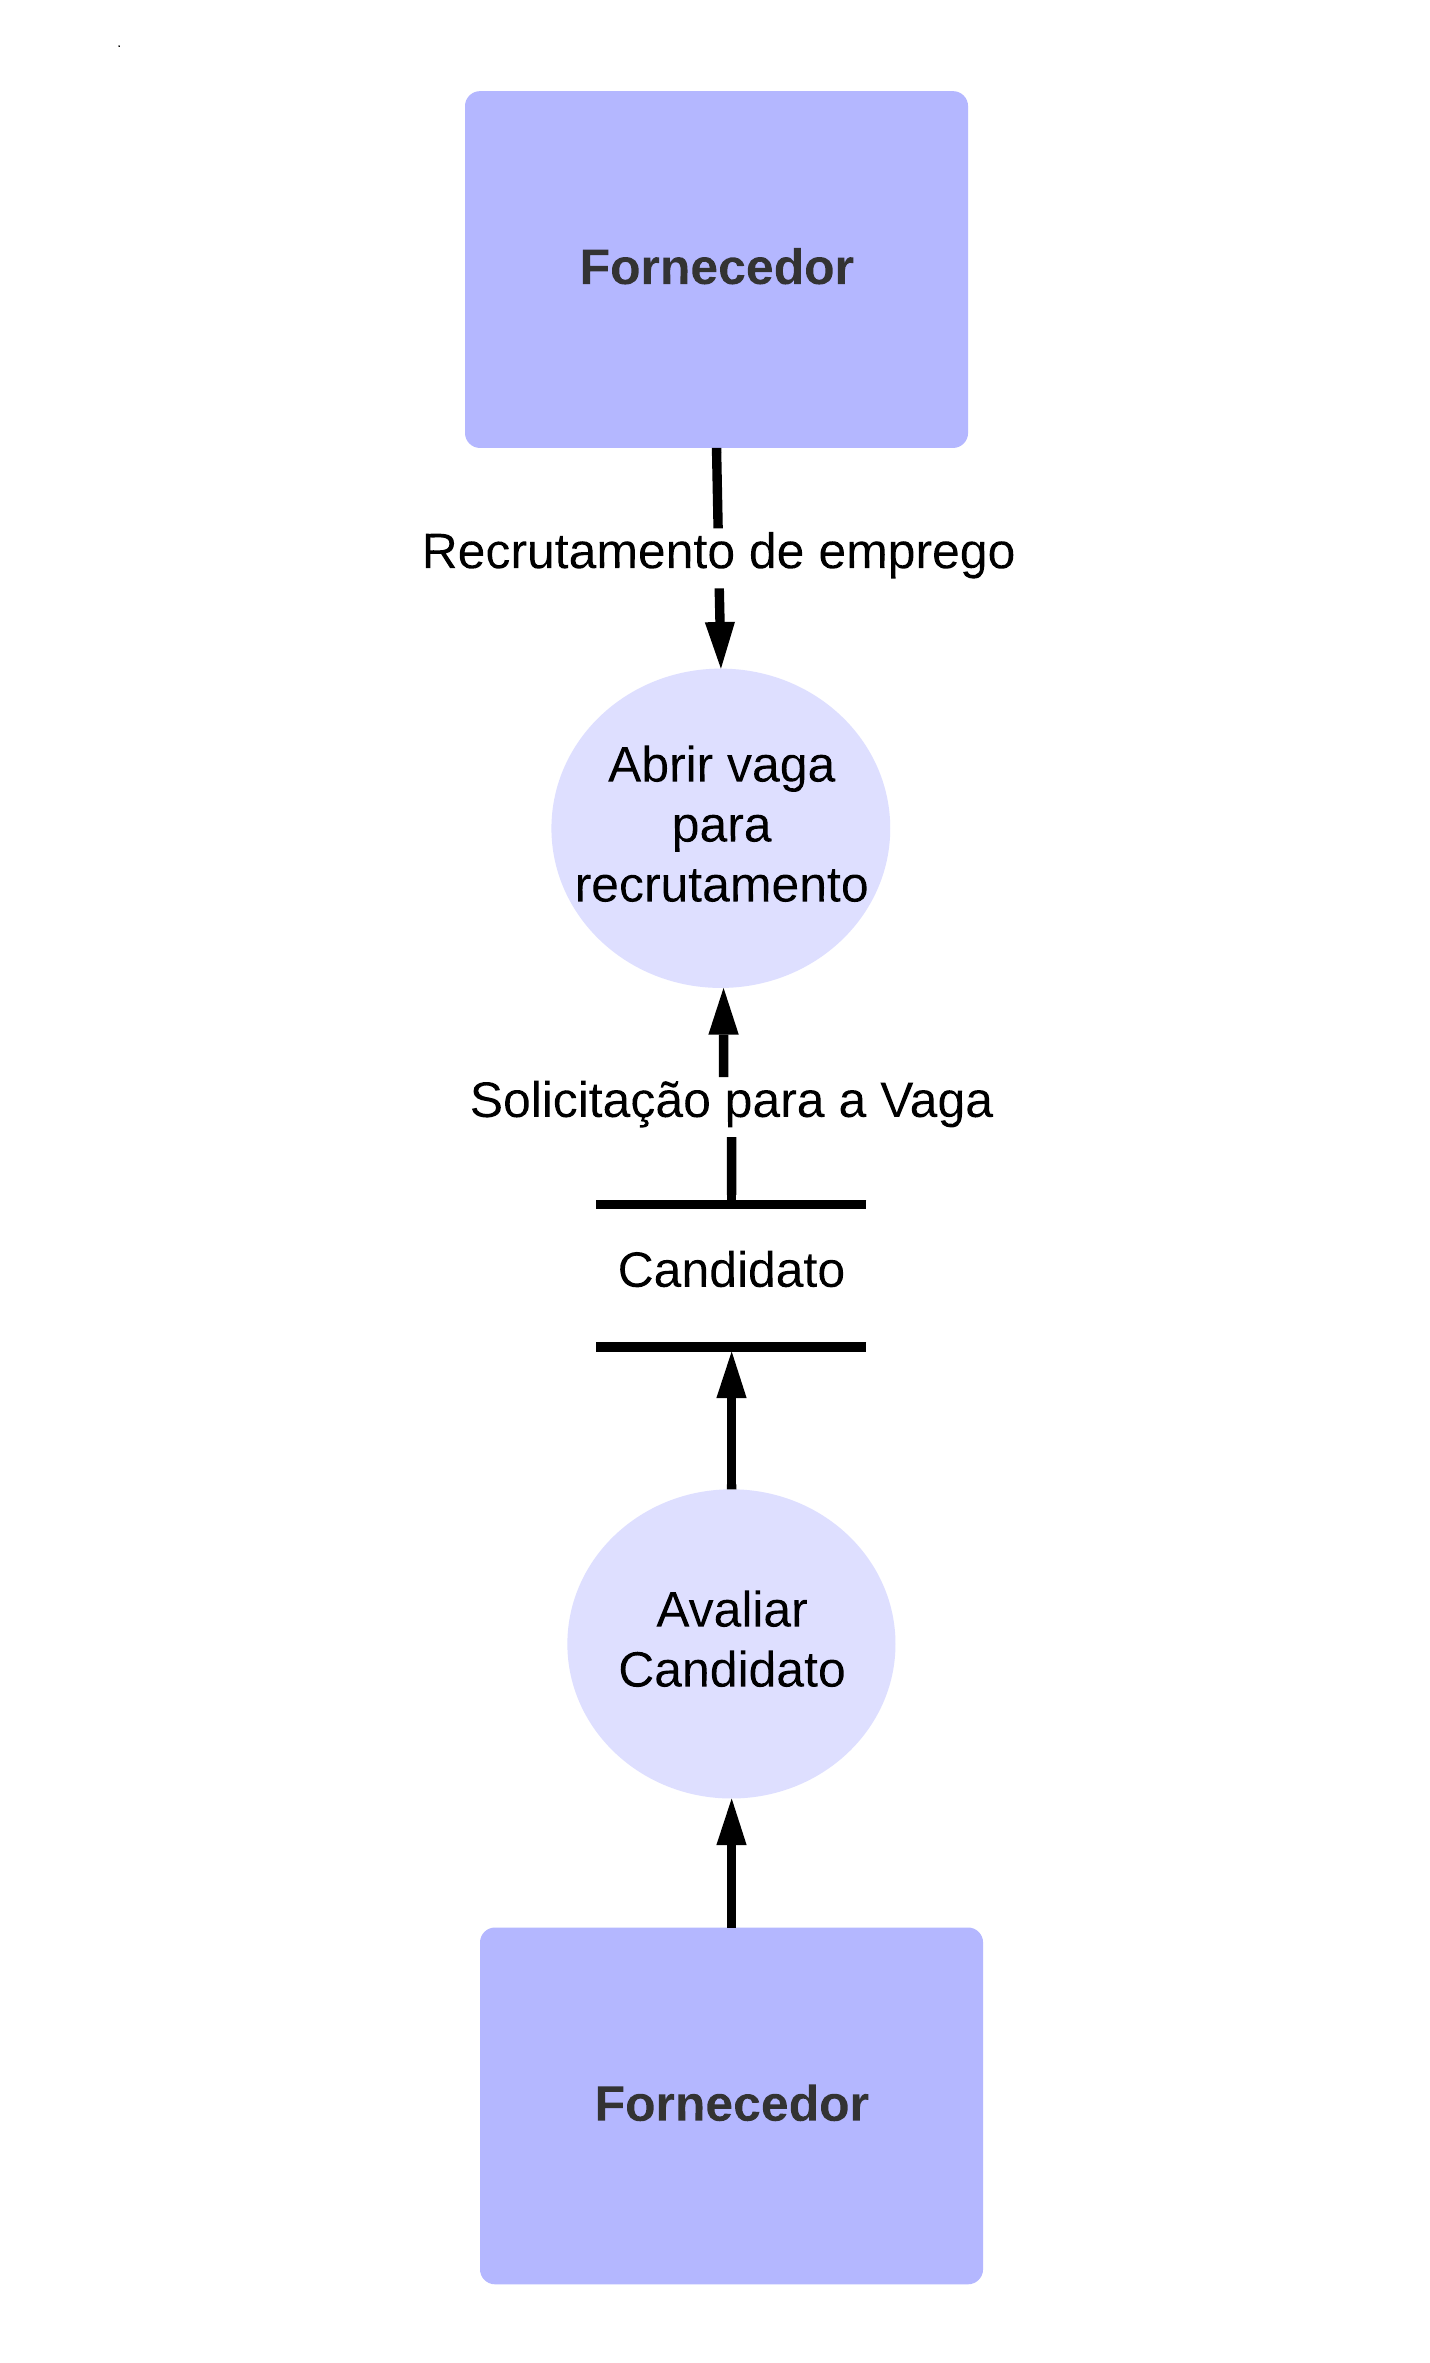 Fornecedor
Recrutamento de emprego
Abrir vaga
para
recrutamento
Solicitação para a Vaga
Candidato
Avaliar
Candidato
Fornecedor